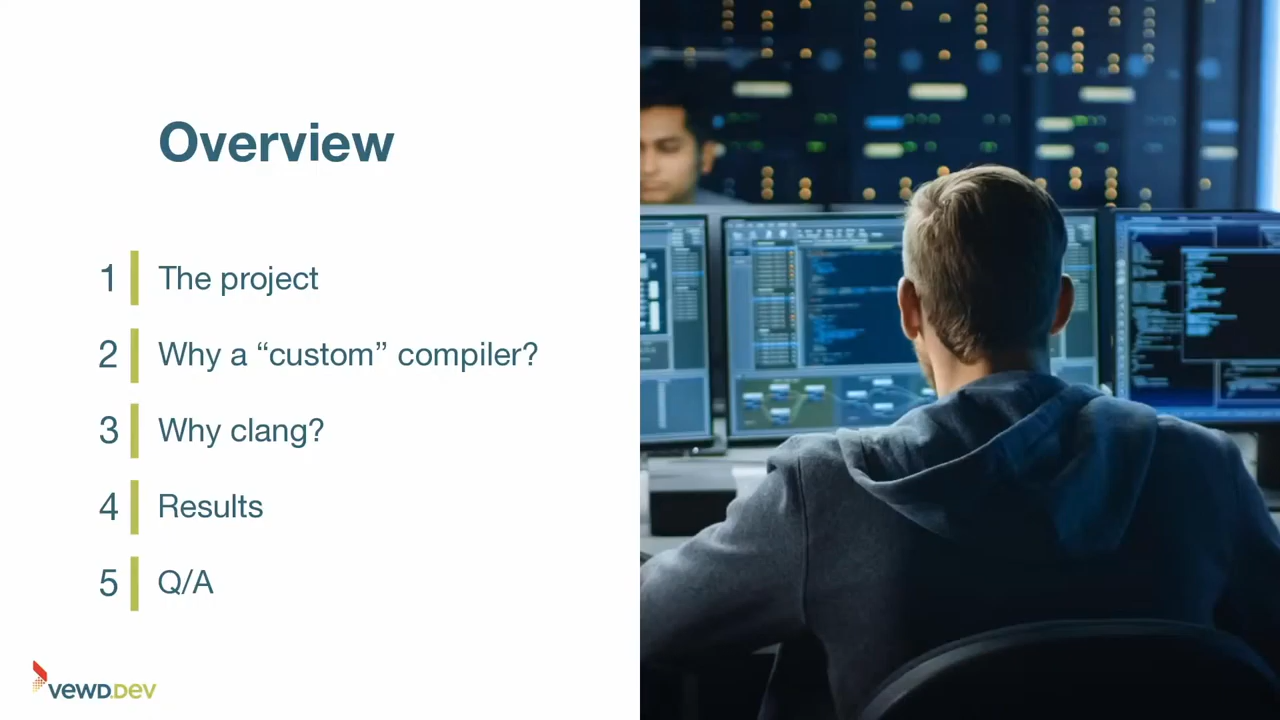 Overview
1 The project
2 Why a “custom” compiler?
3 Why clang?
4 Results
5 Q/A
VEWD.DEV